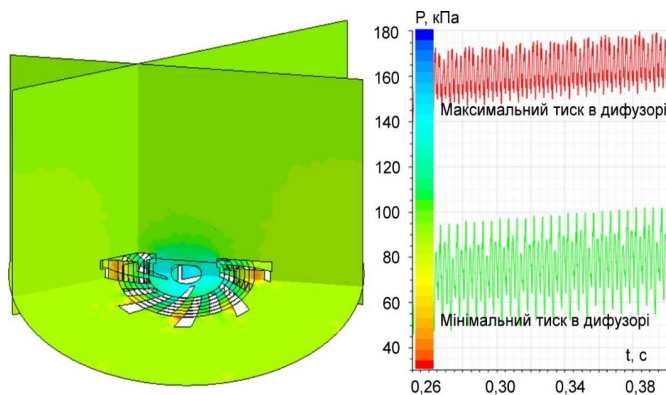 P, кПа
180
160
Максимальний тиск в дифузорі
140
120
100
80
60
Мінімальний тиск в дифузорі
40
t, с
0,26 0,30 0,34 0,38